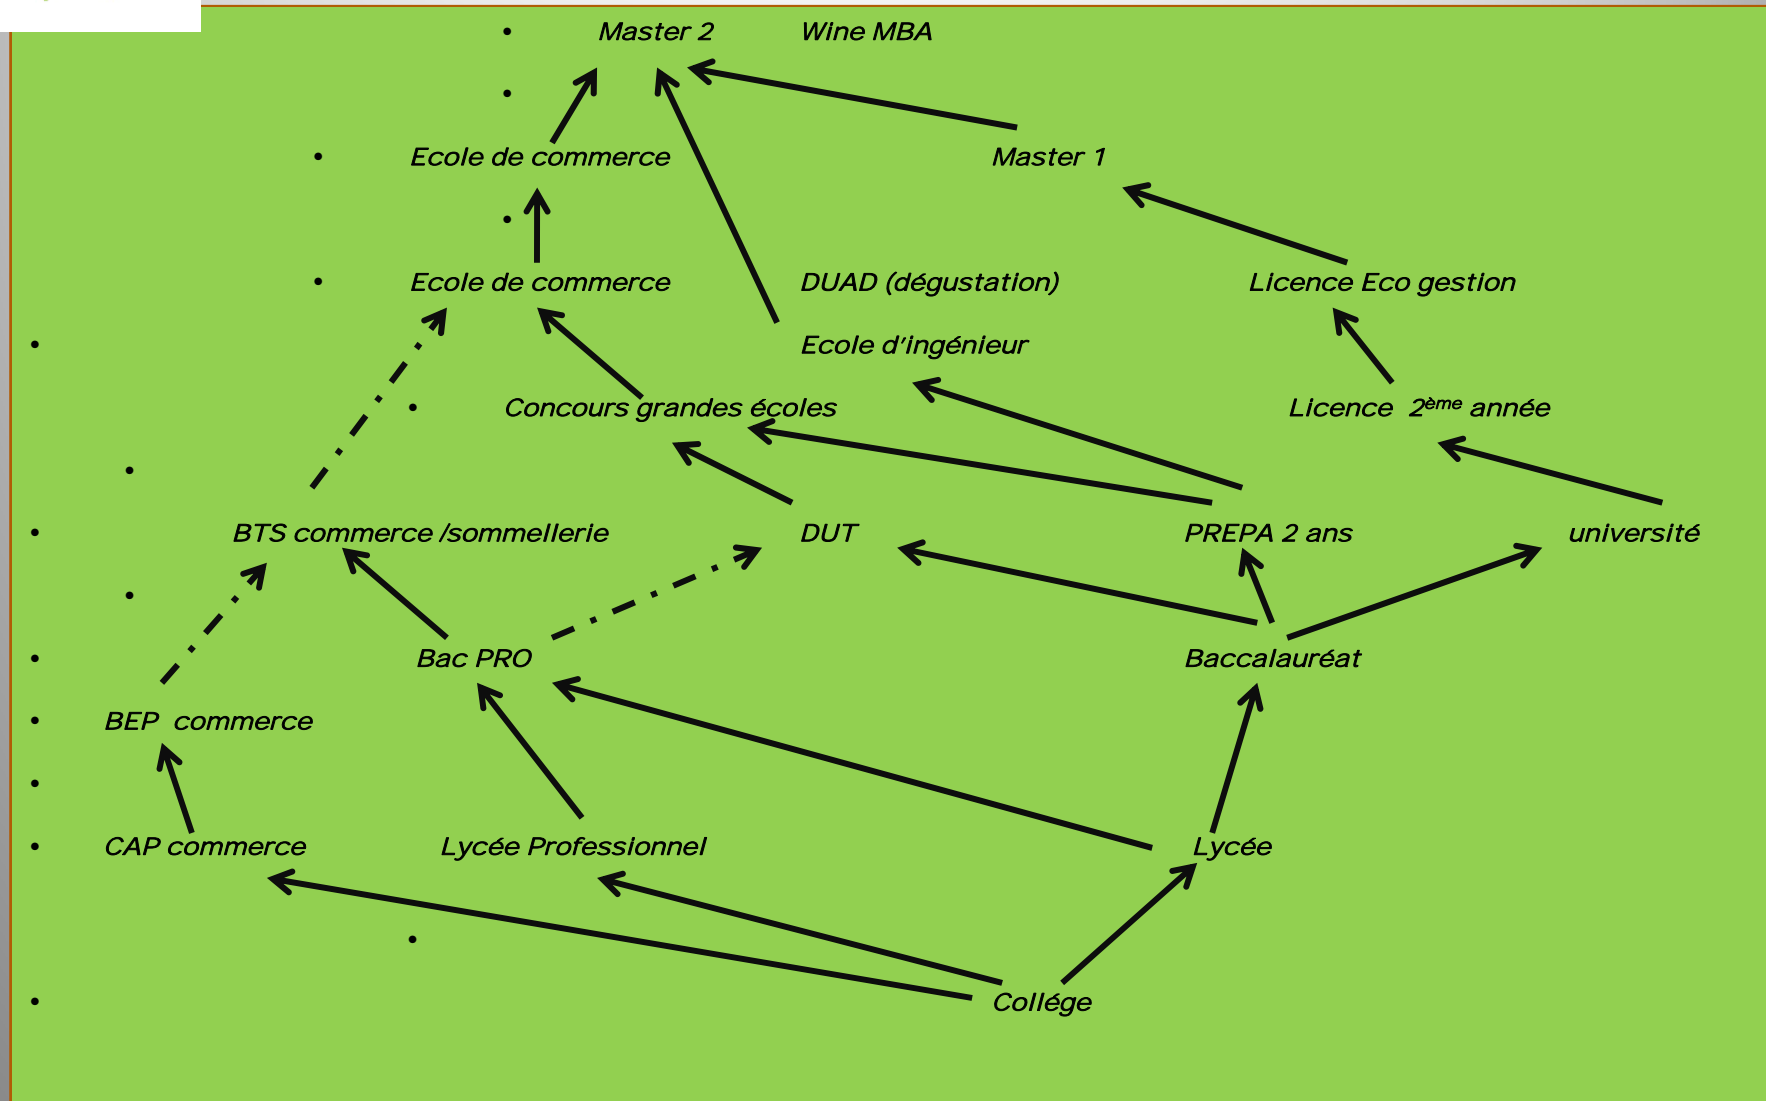 • Master 2 Wine MBA
•
• Ecole de commerce Master 1
•
• Ecole de commerce DUAD (dégustation) Licence Eco gestion
• Ecole d'ingénieur
• Concours grandes écoles Licence 2ème année
•
• BTS commerce /sommellerie DUT PREPA 2 ans université
•
• Bac PRO Baccalauréat
• BEP commerce
•
• CAP commerce Lycée Professionnel Lycée
•
• Collége